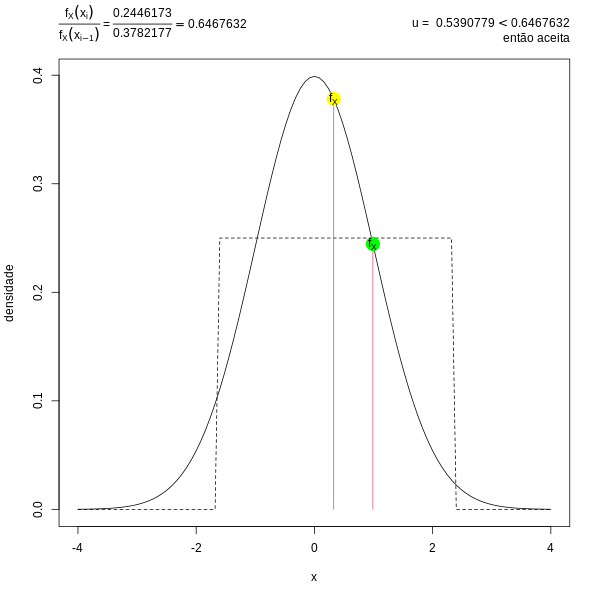 fX(xi) / fX(xi−1) = 0.2446173 / 0.3782177 = 0.6467632
u = 0.5390779 < 0.6467632
então aceita
fX
fX
densidade
0.4
0.3
0.2
0.1
0.0
-4 -2 0 2 4
x